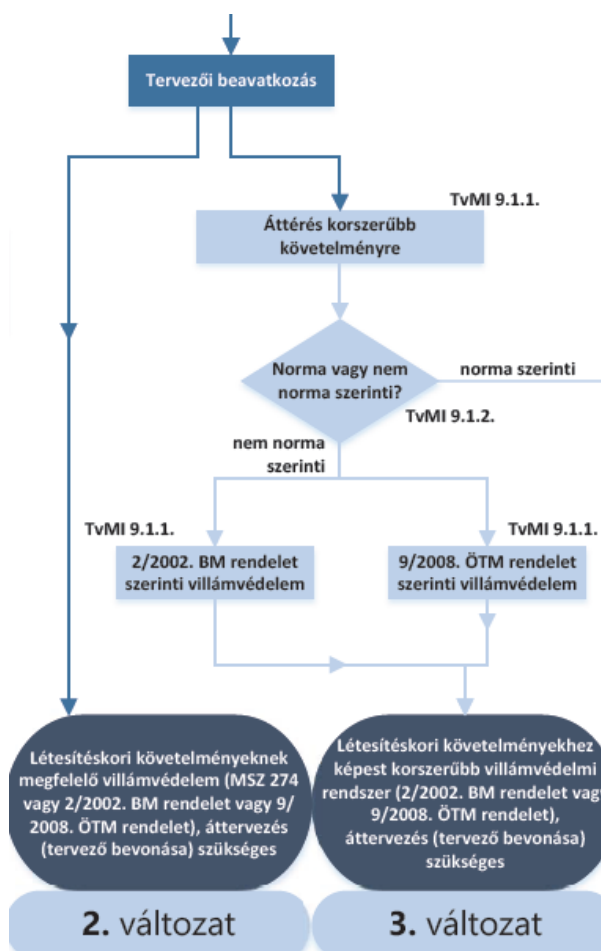 Tervezői beavatkozás
TvMI 9.1.1.
Áttérés korszerűbb
követelményre
Norma vagy nem
norma szerinti?
norma szerinti
TvMI 9.1.2.
nem norma
szerinti
TvMI 9.1.1.
TvMI 9.1.1.
2/2002. BM rendelet
szerinti villámvédelem
9/2008. ÖTM rendelet
szerinti villámvédelem
Létesítéskori követelményeknek
megfelelő villámvédelem (MSZ 274
vagy 2/2002. BM rendelet vagy 9/
2008. ÖTM rendelet), áttervezés
(tervező bevonása) szükséges
Létesítéskori követelményekhez
képest korszerűbb villámvédelmi
rendszer (2/2002. BM rendelet vagy
9/2008. ÖTM rendelet),
áttervezés (tervező bevonása)
szükséges
2. változat
3. változat